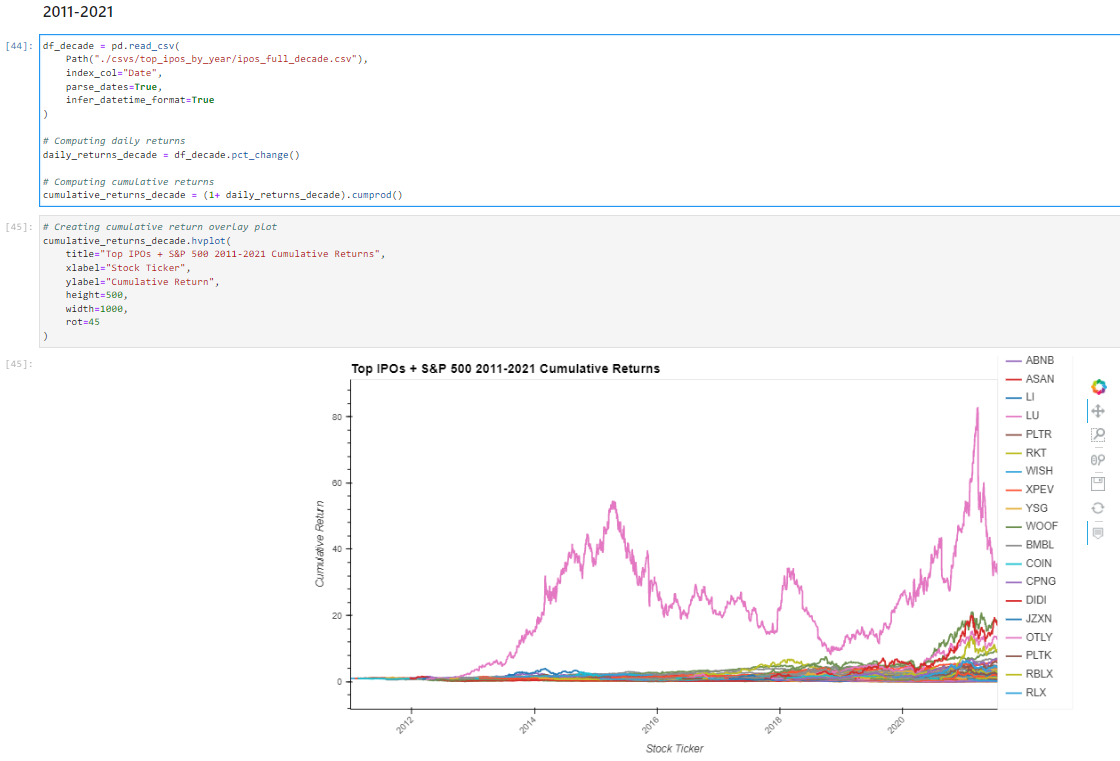 2011-2021
[44]:
df_decade = pd.read_csv(
    Path("./csvs/top_ipos_by_year/ipos_full_decade.csv"),
    index_col="Date",
    parse_dates=True,
    infer_datetime_format=True
)
# Computing daily returns
daily_returns_decade = df_decade.pct_change()
# Computing cumulative returns
cumulative_returns_decade = (1+ daily_returns_decade).cumprod()
[45]:
# Creating cumulative return overlay plot
cumulative_returns_decade.hvplot(
    title="Top IPOs + S&P 500 2011-2021 Cumulative Returns",
    xlabel="Stock Ticker",
    ylabel="Cumulative Return",
    height=500,
    width=1000,
    rot=45
)
[45]:
Top IPOs + S&P 500 2011-2021 Cumulative Returns
Cumulative Return
80
60
40
20
0
2012
2014
2016
2018
2020
Stock Ticker
ABNB
ASAN
LI
LU
PLTR
RKT
WISH
XPEV
YSG
WOOF
BMBL
COIN
CPNG
DIDI
JZXN
OTLY
PLTK
RBLX
RLX